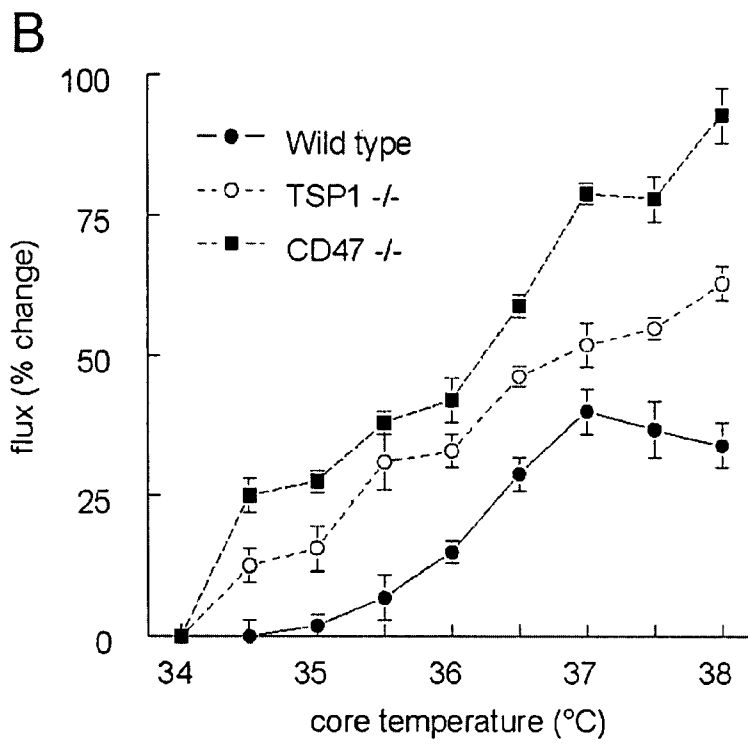 B
100
75
50
25
0
flux (% change)
Wild type
TSP1 -/-
CD47 -/-
34 35 36 37 38
core temperature (°C)